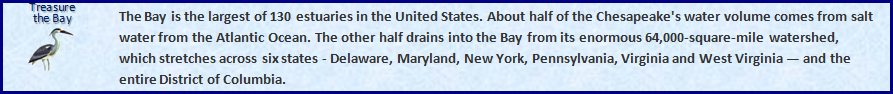 Treasure
the Bay
The Bay is the largest of 130 estuaries in the United States. About half of the Chesapeake's water volume comes from salt
water from the Atlantic Ocean. The other half drains into the Bay from its enormous 64,000-square-mile watershed,
which stretches across six states - Delaware, Maryland, New York, Pennsylvania, Virginia and West Virginia — and the
entire District of Columbia.